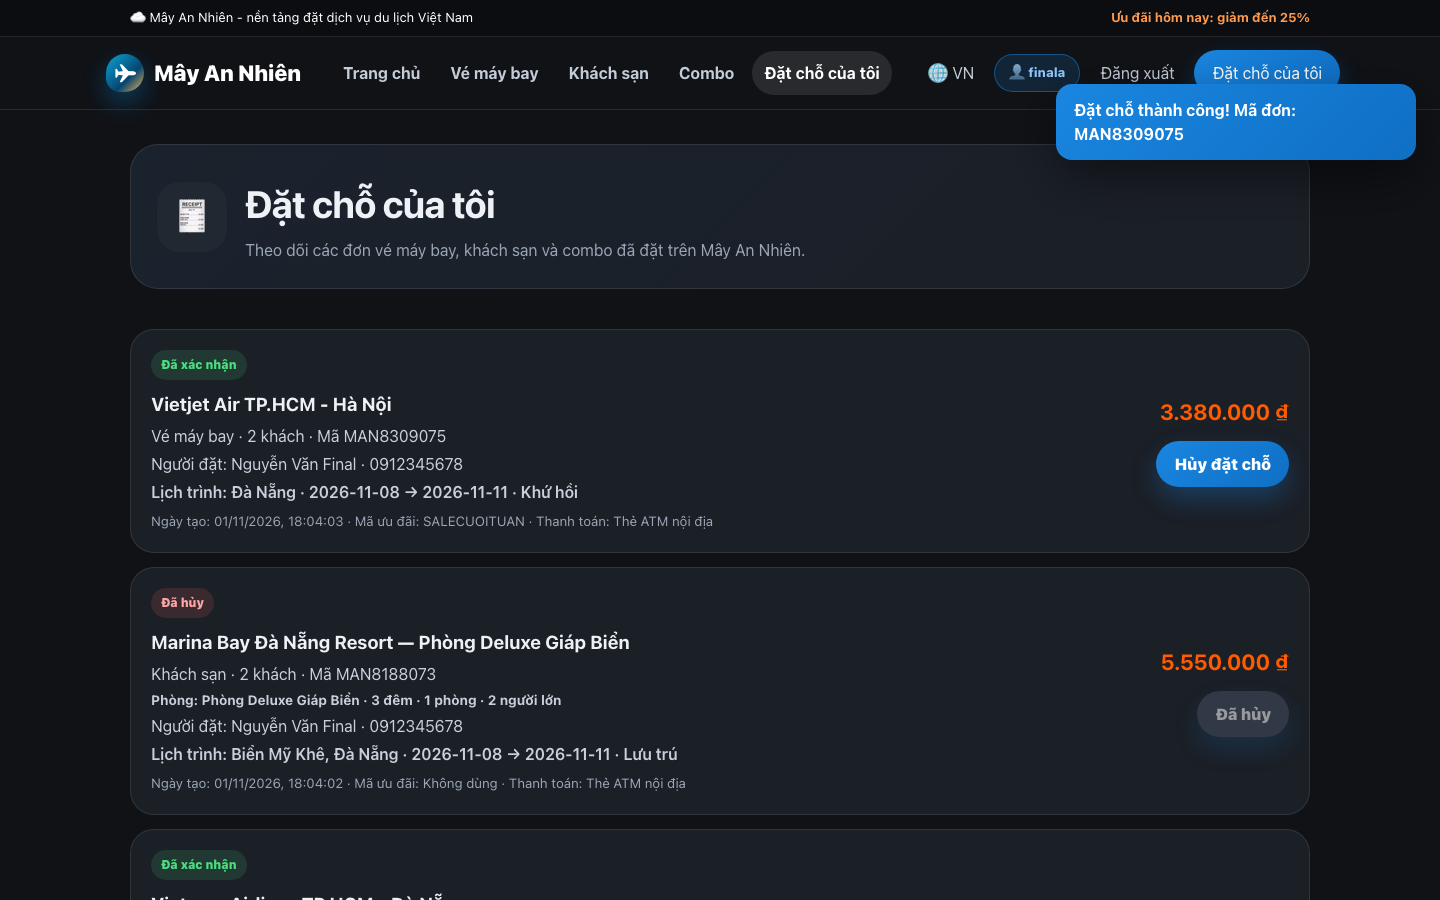 Mây An Nhiên - nền tảng đặt dịch vụ du lịch Việt Nam
Ưu đãi hôm nay: giảm đến 25%
Mây An Nhiên
Trang chủ
Vé máy bay
Khách sạn
Combo
Đặt chỗ của tôi
VN
finala
Đăng xuất
Đặt chỗ của tôi
Đặt chỗ thành công! Mã đơn:
MAN8309075
RECEIPT
Đặt chỗ của tôi
Theo dõi các đơn vé máy bay, khách sạn và combo đã đặt trên Mây An Nhiên.
Đã xác nhận
Vietjet Air TP.HCM - Hà Nội
Vé máy bay · 2 khách · Mã MAN8309075
Người đặt: Nguyễn Văn Final · 0912345678
Lịch trình: Đà Nẵng · 2026-11-08 → 2026-11-11 · Khứ hồi
Ngày tạo: 01/11/2026, 18:04:03 · Mã ưu đãi: SALECUOITUAN · Thanh toán: Thẻ ATM nội địa
3.380.000 ₫
Hủy đặt chỗ
Đã hủy
Marina Bay Đà Nẵng Resort — Phòng Deluxe Giáp Biển
Khách sạn · 2 khách · Mã MAN8188073
Phòng: Phòng Deluxe Giáp Biển · 3 đêm · 1 phòng · 2 người lớn
Người đặt: Nguyễn Văn Final · 0912345678
Lịch trình: Biển Mỹ Khê, Đà Nẵng · 2026-11-08 → 2026-11-11 · Lưu trú
Ngày tạo: 01/11/2026, 18:04:02 · Mã ưu đãi: Không dùng · Thanh toán: Thẻ ATM nội địa
5.550.000 ₫
Đã hủy
Đã xác nhận